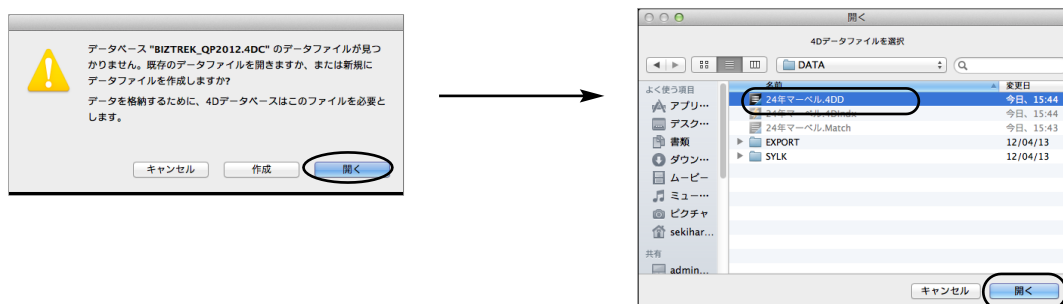 データベース "BIZTREK_QP2012.4DC" のデータファイルが見つ
かりません。既存のデータファイルを開きますか、または新規に
データファイルを作成しますか?
データを格納するために、4Dデータベースはこのファイルを必要と
します。
キャンセル
作成
開く
開く
4Dデータファイルを選択
DATA
よく使う項目
アプリ…
デスク…
書類
ダウン…
ムービー
ミュー…
ピクチャ
sekihar...
共有
admin...
名前
変更日
24年マーベル.4DD
今日、15:44
24年マーベル.4DIndx
今日、15:44
24年マーベル.Match
今日、15:43
EXPORT
12/04/13
SYLK
12/04/13
キャンセル
開く